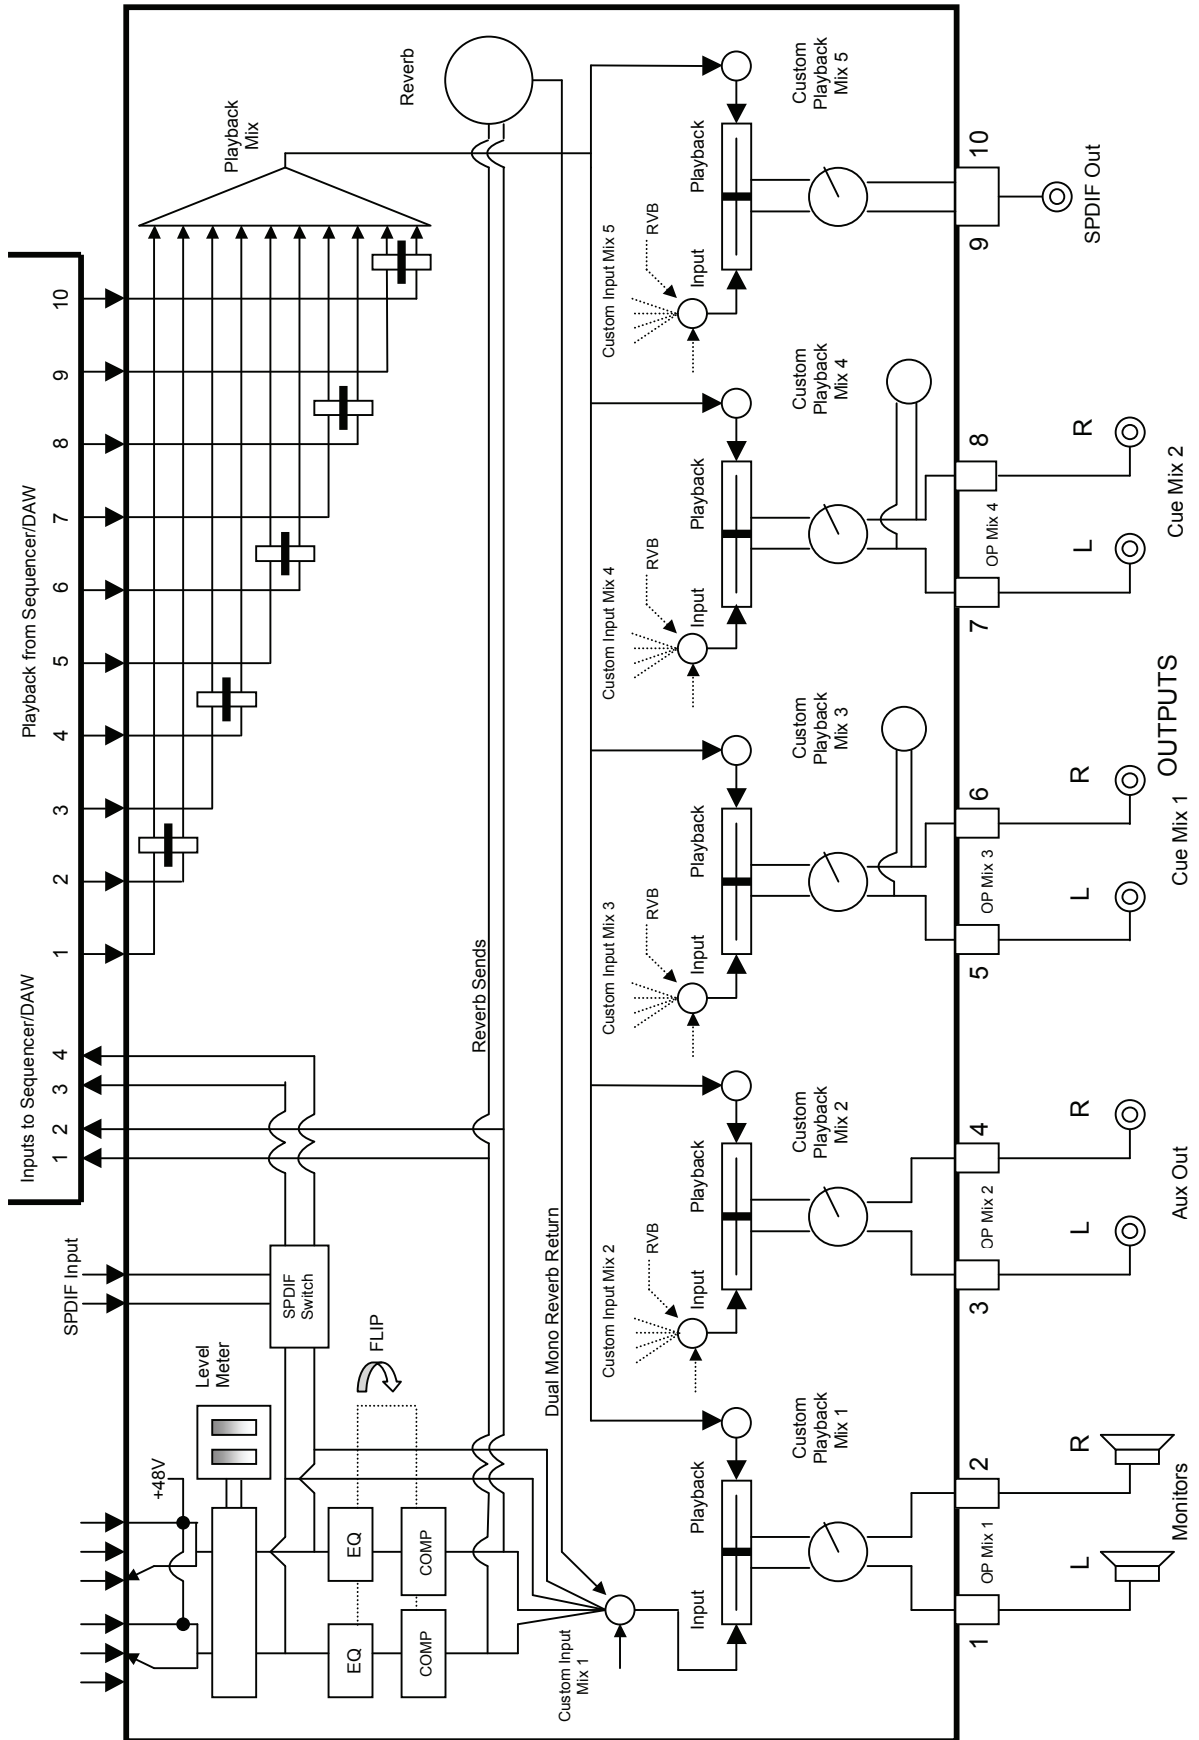 Inputs to Sequencer/DAW
1 2 3 4
Playback from Sequencer/DAW
1 2 3 4 5 6 7 8 9 10
SPDIF Input
+48V
Level
Meter
SPDIF
Switch
FLIP
EQ
EQ
COMP
COMP
Playback
Mix
Reverb
Reverb Sends
Dual Mono Reverb Return
Custom Input
Mix 1
Input
Playback
Custom
Playback
Mix 1
Custom Input Mix 2
RVB
Input
Playback
Custom
Playback
Mix 2
Custom Input Mix 3
RVB
Input
Playback
Custom
Playback
Mix 3
Custom Input Mix 4
RVB
Input
Playback
Custom
Playback
Mix 4
Custom Input Mix 5
RVB
Input
Playback
Custom
Playback
Mix 5
1
OP Mix 1
2
3
OP Mix 2
4
5
OP Mix 3
6
7
OP Mix 4
8
9
10
L
R
Monitors
L
R
Aux Out
L
R
Cue Mix 1
OUTPUTS
L
R
Cue Mix 2
SPDIF Out